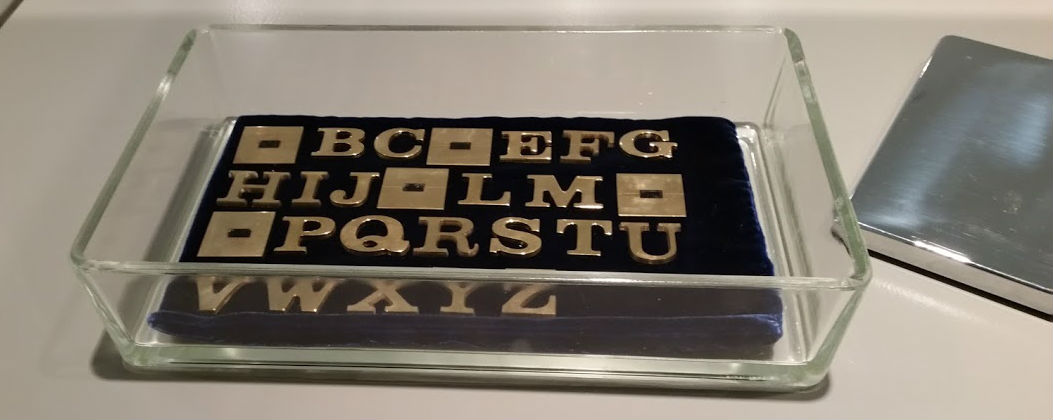 BC EFG
HIJ LM
PQRSTU
VWXYZ